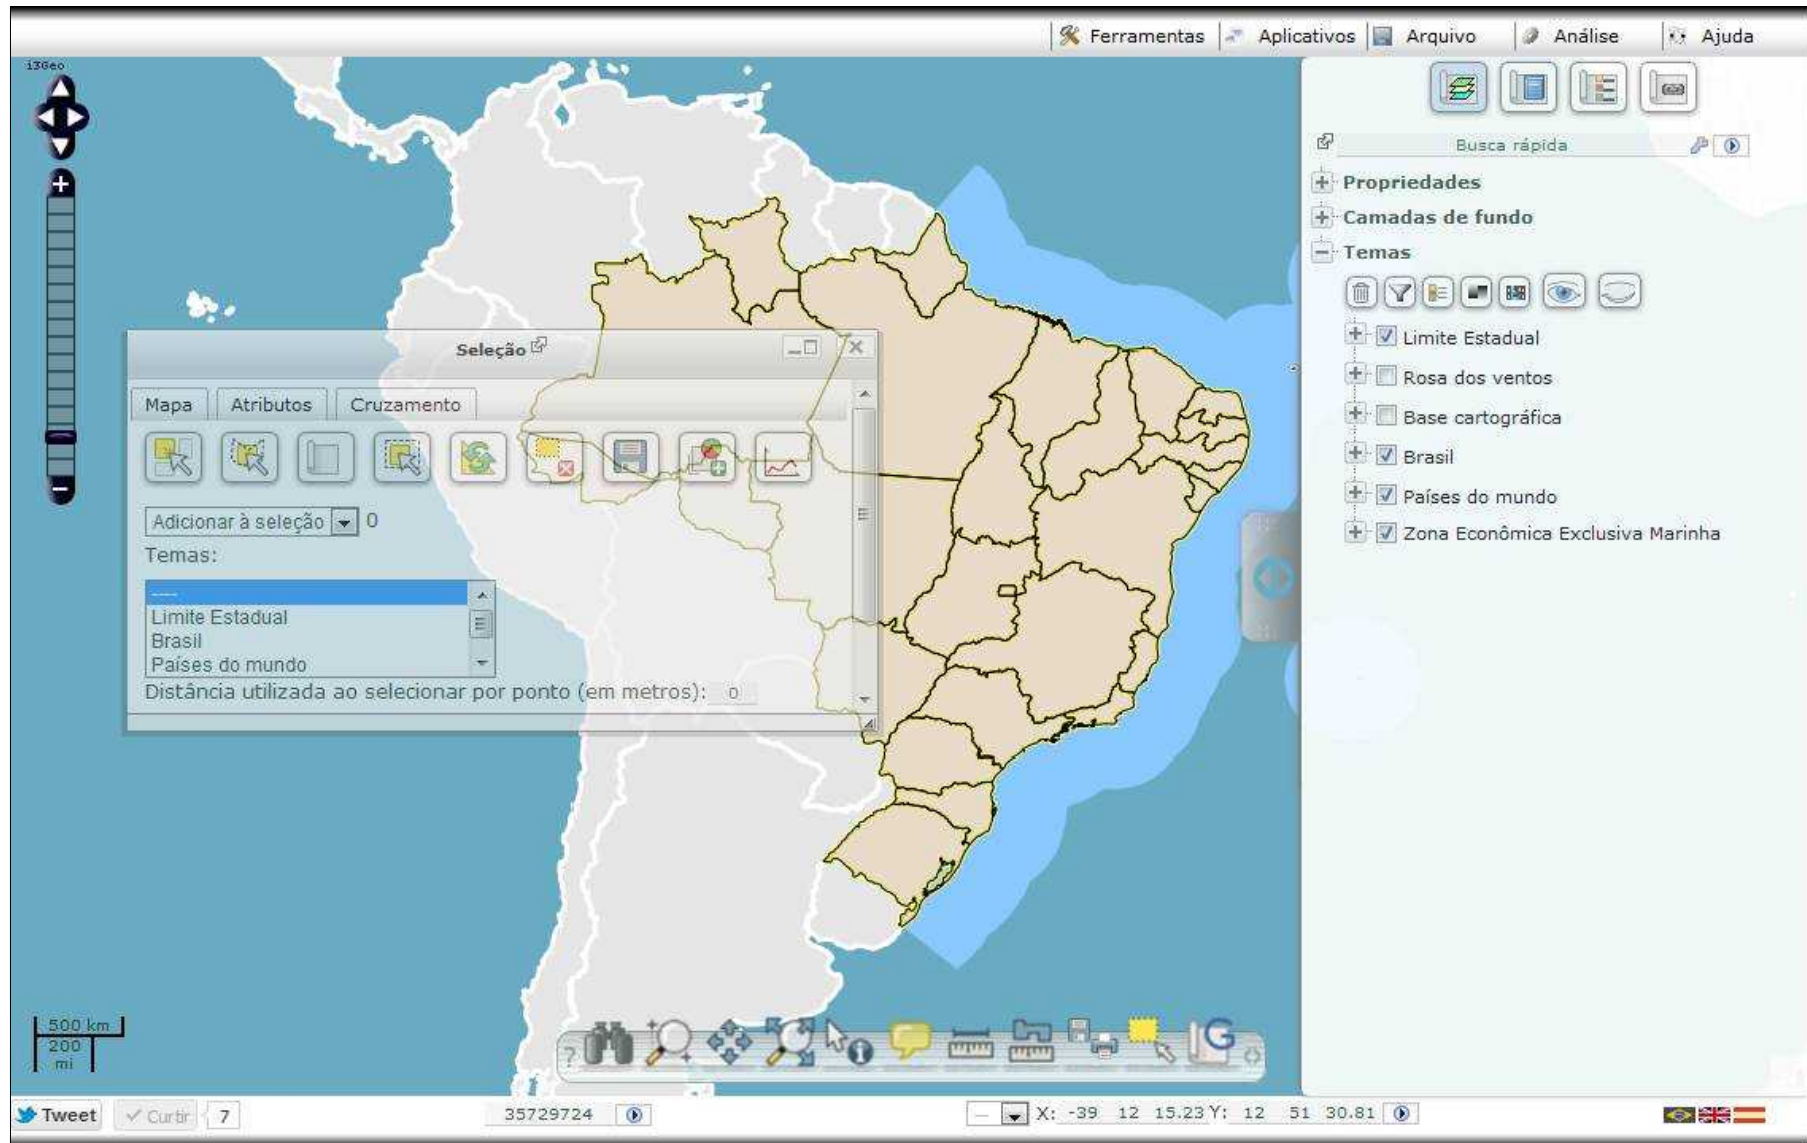 Ferramentas Aplicativos Arquivo Análise Ajuda
i3Geo
Busca rápida
Propriedades
Camadas de fundo
Temas
Limite Estadual
Rosa dos ventos
Base cartográfica
Brasil
Países do mundo
Zona Econômica Exclusiva Marinha
Seleção
Mapa Atributos Cruzamento
Adicionar à seleção 0
Temas:
----
Limite Estadual
Brasil
Países do mundo
Distância utilizada ao selecionar por ponto (em metros): 0
500 km
200
mi
? G
Tweet Curtir 7 35729724 X: -39 12 15.23 Y: 12 51 30.81